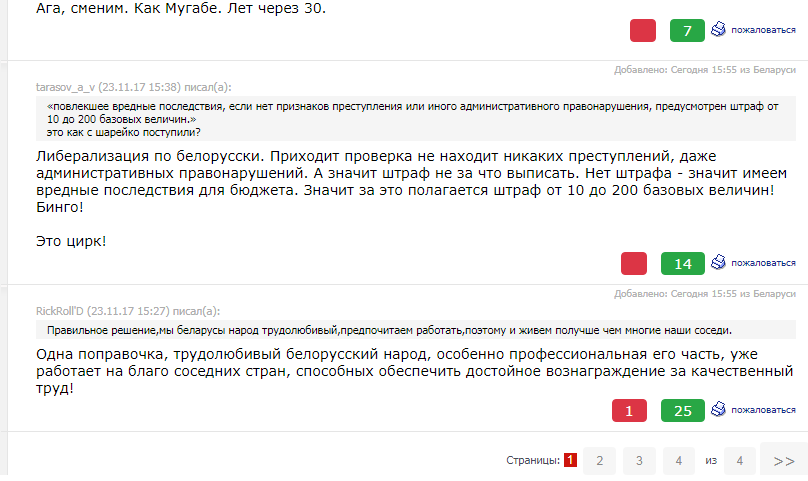 Ага, сменим. Как Мугабе. Лет через 30.
7 пожаловаться
Добавлено: Сегодня 15:55 из Беларуси
tarasov_a_v (23.11.17 15:38) писал(а):
«повлекшее вредные последствия, если нет признаков преступления или иного административного правонарушения, предусмотрен штраф от
10 до 200 базовых величин.»
это как с шарейко поступили?
Либерализация по белорусски. Приходит проверка не находит никаких преступлений, даже
административных правонарушений. А значит штраф не за что выписать. Нет штрафа - значит имеем
вредные последствия для бюджета. Значит за это полагается штраф от 10 до 200 базовых величин!
Бинго!
Это цирк!
14 пожаловаться
Добавлено: Сегодня 15:55 из Беларуси
RickRoll'D (23.11.17 15:27) писал(а):
Правильное решение,мы беларусы народ трудолюбивый,предпочитаем работать,поэтому и живем получше чем многие наши соседи.
Одна поправочка, трудолюбивый белорусский народ, особенно профессиональная его часть, уже
работает на благо соседних стран, способных обеспечить достойное вознаграждение за качественный
труд!
1 25 пожаловаться
Страницы: 1 2 3 4 из 4 >>